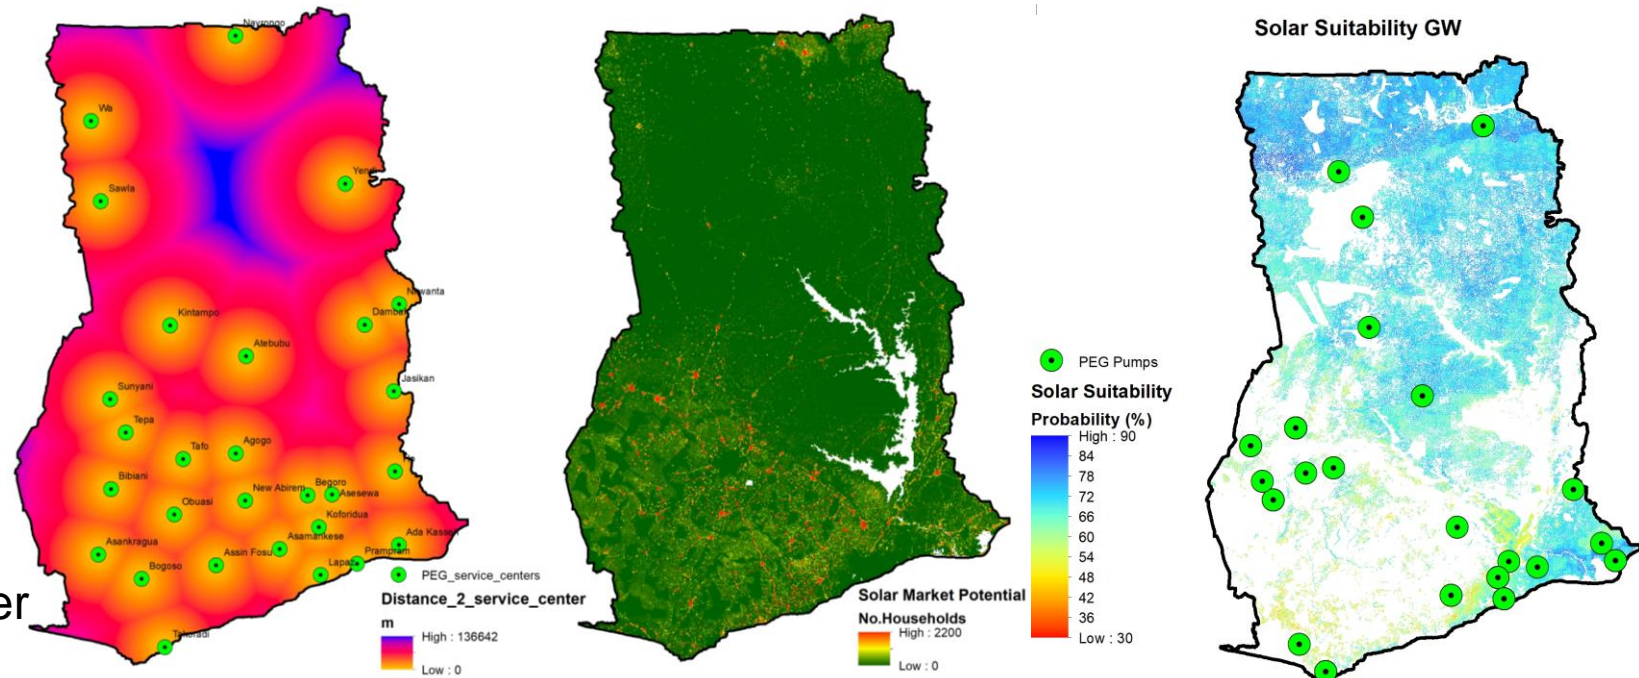 Navrongo
Wa
Sawla
Yendi
Nkwanta
Kintampo
Damba
Atebubu
Jasikan
Sunyani
Tepa
Tafo
Agogo
Bibiani
Obuasi
New Abirem
Begoro
Asesewa
Koforidua
Asankragua
Bogoso
Assin Fosu
Asamankese
Lapaz
Prampram
Ada Kasseh
Takoradi
er
PEG_service_centers
Distance_2_service_center
m
High : 136642
Low : 0
Solar Market Potential
No.Households
High : 2200
Low : 0
Solar Suitability GW
PEG Pumps
Solar Suitability
Probability (%)
High : 90
84
78
72
66
60
54
48
42
36
Low : 30